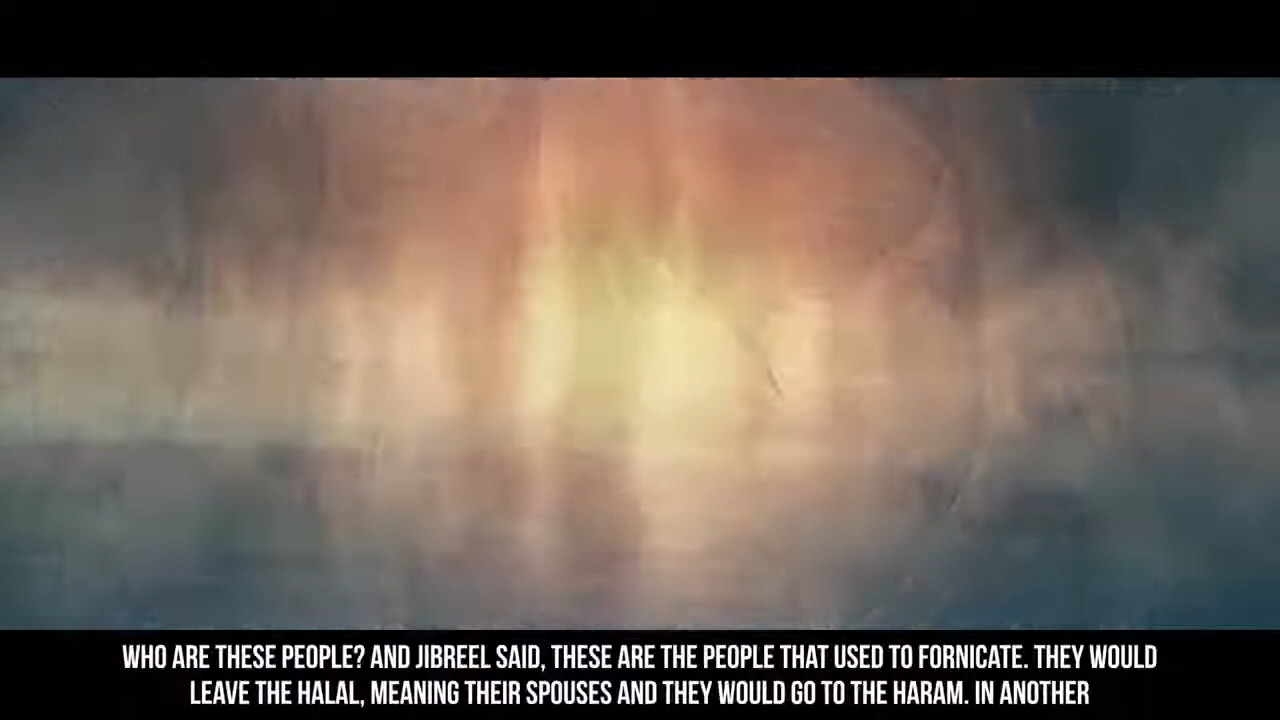 WHO ARE THESE PEOPLE? AND JIBREEL SAID, THESE ARE THE PEOPLE THAT USED TO FORNICATE. THEY WOULD
LEAVE THE HALAL, MEANING THEIR SPOUSES AND THEY WOULD GO TO THE HARAM. IN ANOTHER